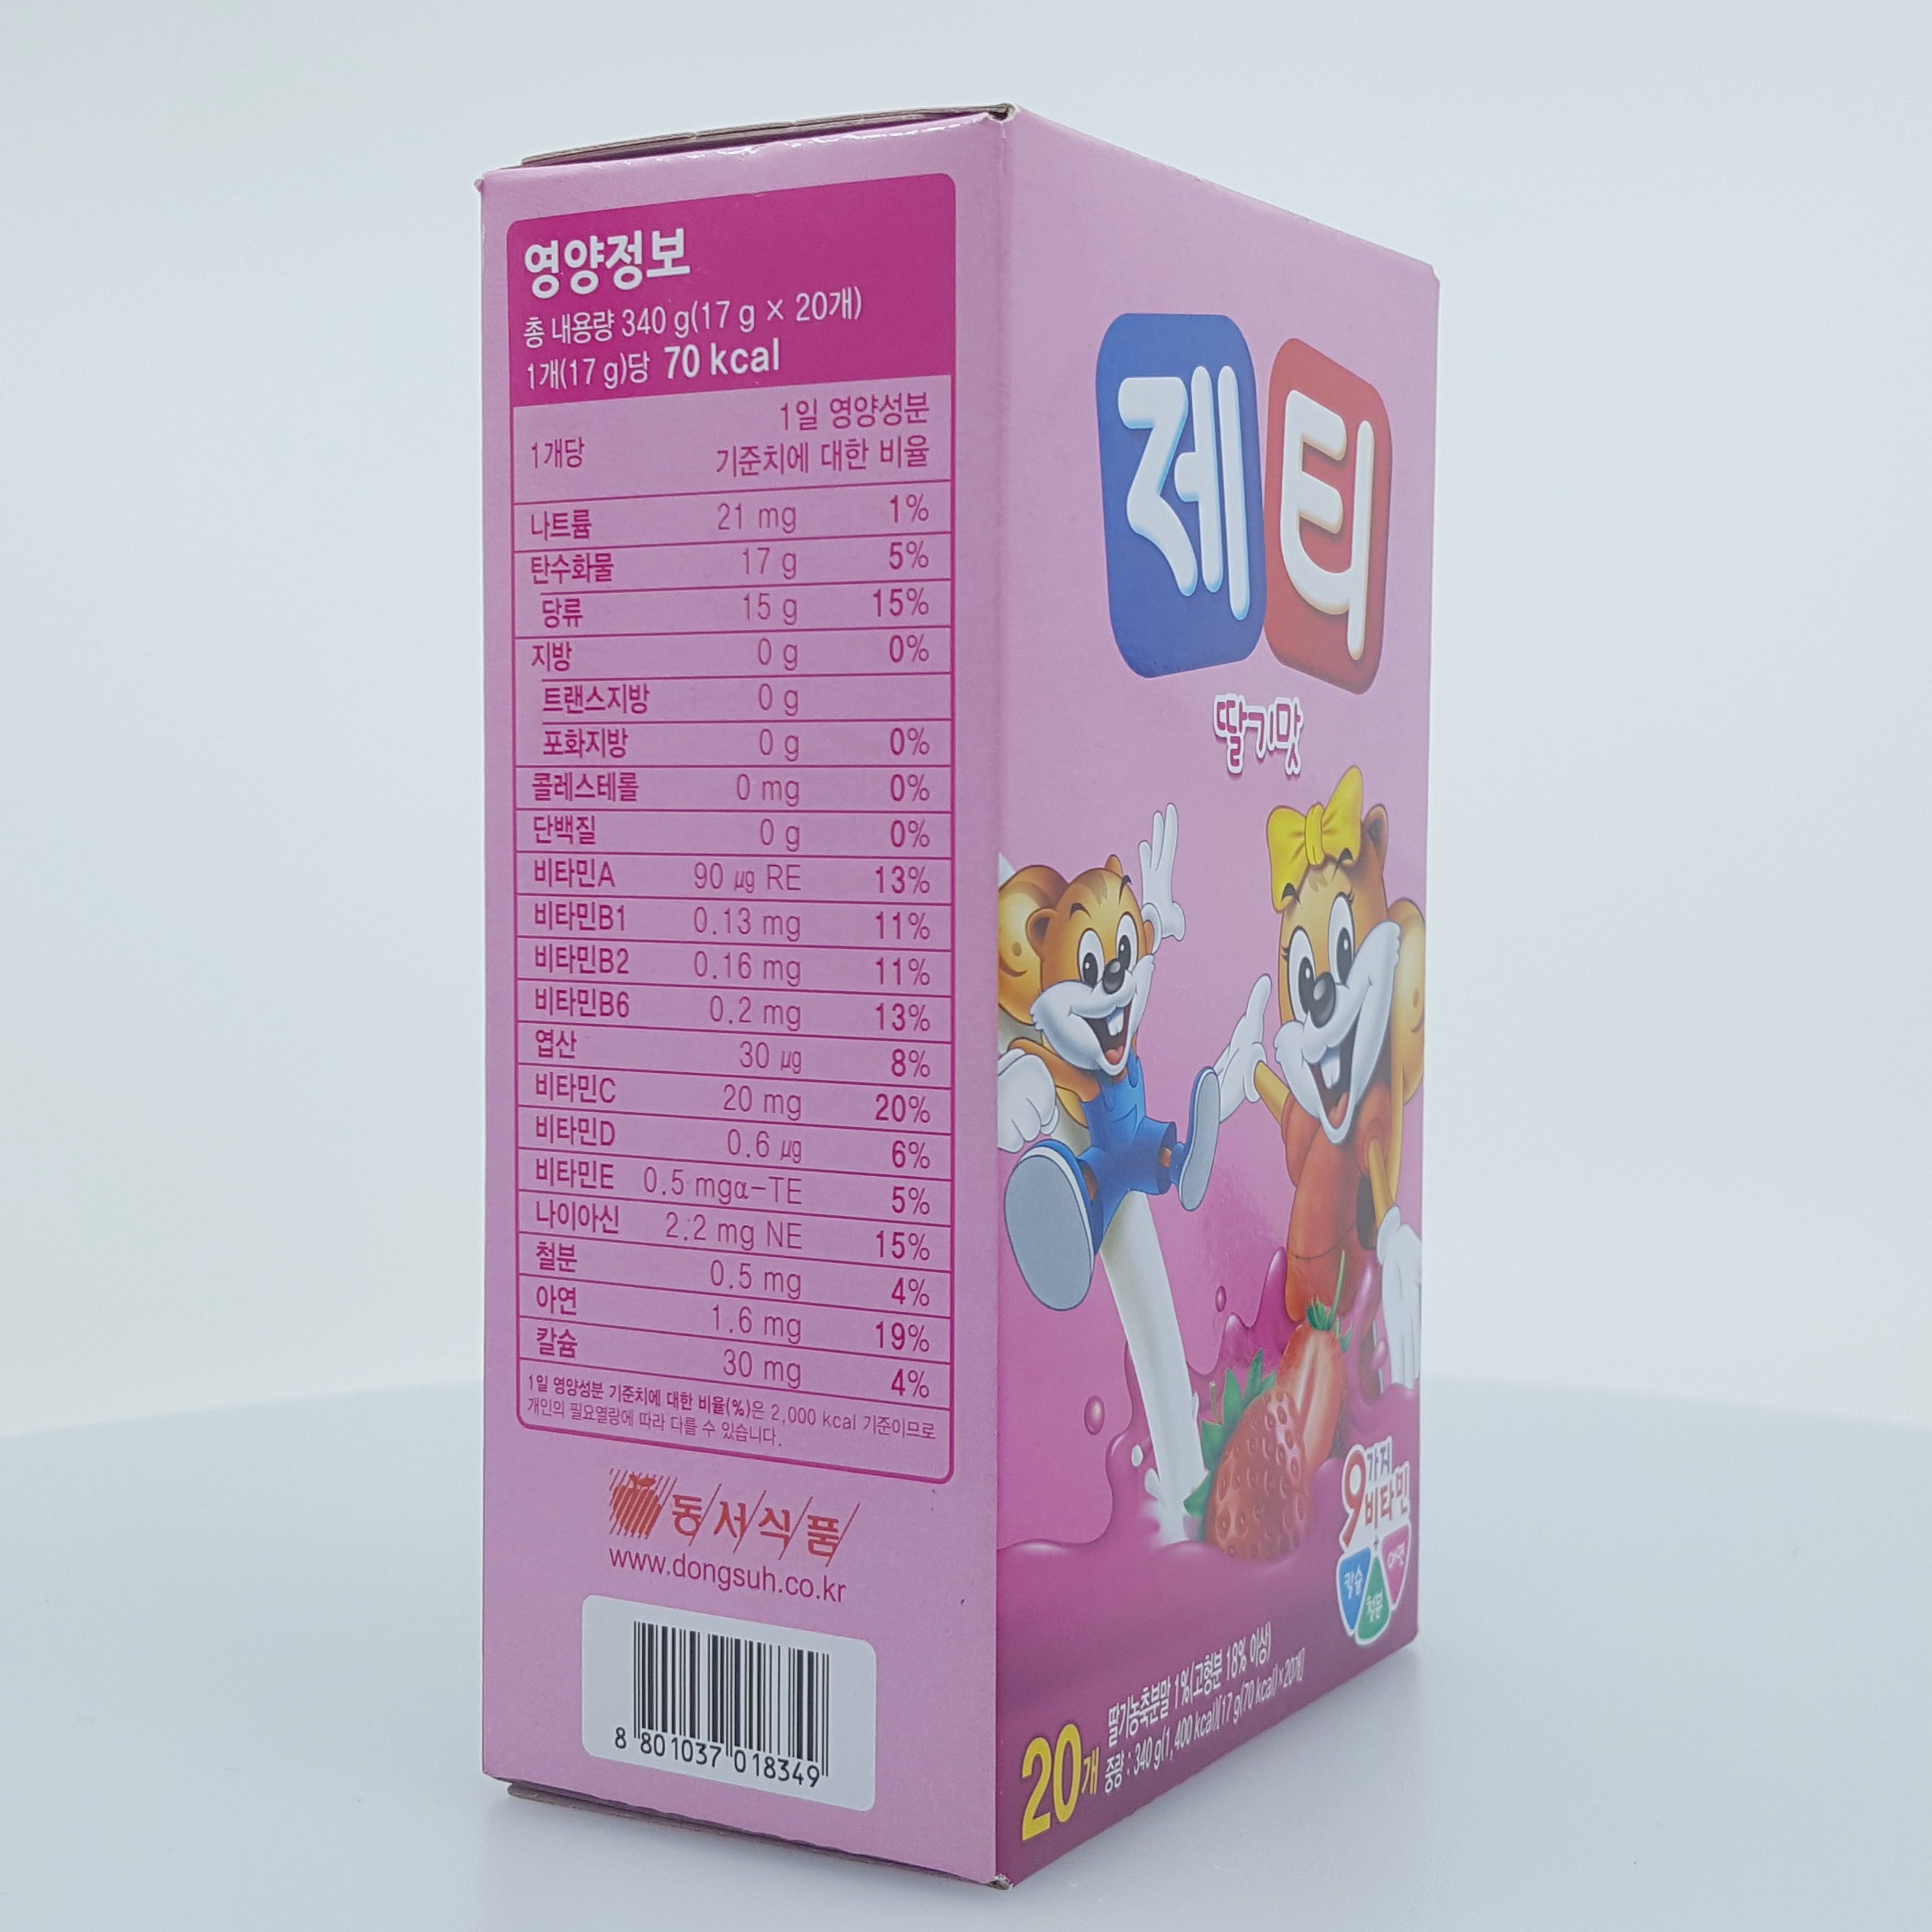 영양정보
총 내용량 340 g(17 g × 20개)
1개(17 g)당 70 kcal
1개당 1일 영양성분
기준치에 대한 비율
나트륨 21 mg 1%
탄수화물 17 g 5%
당류 15 g 15%
지방 0 g 0%
트랜스지방 0 g
포화지방 0 g 0%
콜레스테롤 0 mg 0%
단백질 0 g 0%
비타민A 90 μg RE 13%
비타민B1 0.13 mg 11%
비타민B2 0.16 mg 11%
비타민B6 0.2 mg 13%
엽산 30 μg 8%
비타민C 20 mg 20%
비타민D 0.6 μg 6%
비타민E 0.5 mgα-TE 5%
나이아신 2.2 mg NE 15%
철분 0.5 mg 4%
아연 1.6 mg 19%
칼슘 30 mg 4%
1일 영양성분 기준치에 대한 비율(%)은 2,000 kcal 기준이므로
개인의 필요열량에 따라 다를 수 있습니다.
동서식품
www.dongsuh.co.kr
8 801037 018349
제티
딸기맛
9가지
비타민
+
칼슘 철분 아연
20개
딸기농축분말 1%(고형분 18% 이상)
중량 : 340 g(1,400 kcal)[17 g(70 kcal)×20개]